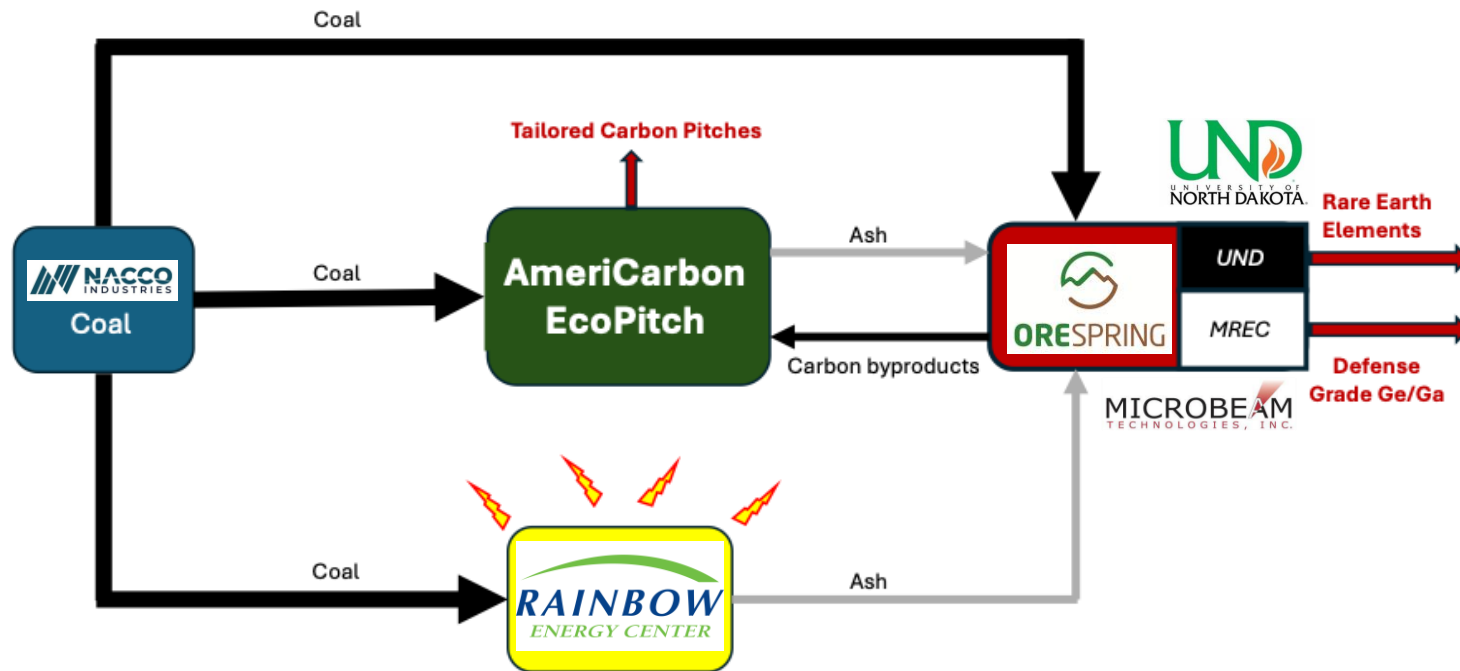 Coal
Tailored Carbon Pitches
UND
UNIVERSITY OF
NORTH DAKOTA.
Rare Earth
Elements
NACCO
INDUSTRIES
Coal
Coal
AmeriCarbon
EcoPitch
Ash
Carbon byproducts
ORESPRING
UND
MREC
Defense
Grade Ge/Ga
MICROBEAM
TECHNOLOGIES, INC.
Coal
RAINBOW
ENERGY CENTER
Ash